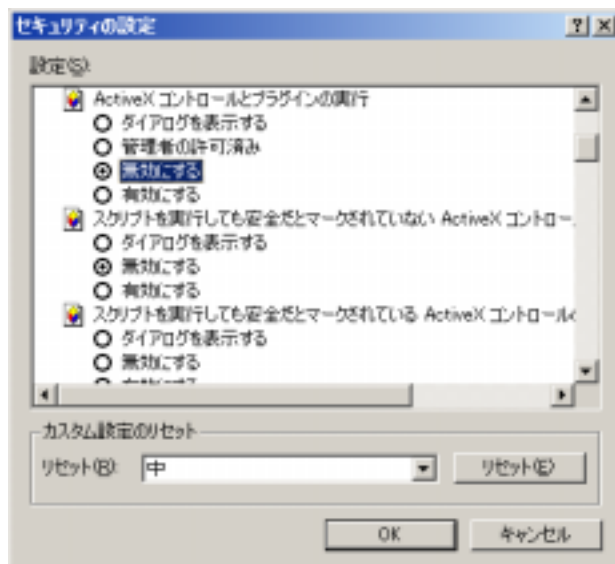 セキュリティの設定
設定(S):
ActiveX コントロールとプラグインの実行
ダイアログを表示する
管理者の許可済み
無効にする
有効にする
スクリプトを実行しても安全だとマークされていない ActiveX コントロー
ダイアログを表示する
無効にする
有効にする
スクリプトを実行しても安全だとマークされている ActiveX コントロール
ダイアログを表示する
無効にする
カスタム設定のリセット
リセット(R): 中 リセット(E)
OK キャンセル